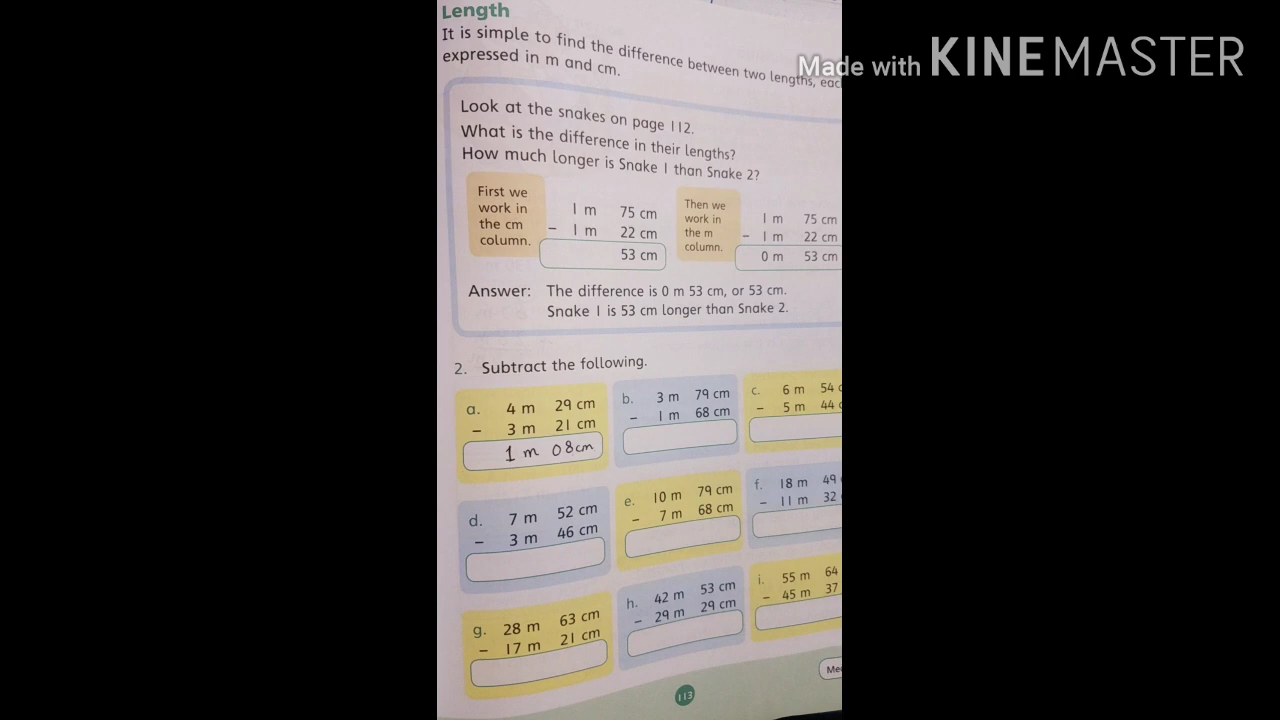 Made with KINEMASTER
Length
It is simple to find the difference between two lengths,
expressed in m and cm.
Look at the snakes on page 112.
What is the difference in their lengths?
How much longer is Snake 1 than Snake 2?
First we
work in
the cm
column.
1 m 75 cm
- 1 m 22 cm
53 cm
Then we
work in
the m
column.
1 m 75 cm
- 1 m 22 cm
0 m 53 cm
Answer: The difference is 0 m 53 cm, or 53 cm.
Snake 1 is 53 cm longer than Snake 2.
2. Subtract the following.
a. 4 m 29 cm
- 3 m 21 cm
1 m 08cm
b. 3 m 79 cm
- 1 m 68 cm
c. 6 m 54
- 5 m 44
d. 7 m 52 cm
- 3 m 46 cm
e. 10 m 79 cm
- 7 m 68 cm
f. 18 m 49
- 11 m 32
g. 28 m 63 cm
- 17 m 21 cm
h. 42 m 53 cm
- 29 m 29 cm
i. 55 m 64
- 45 m 37
113